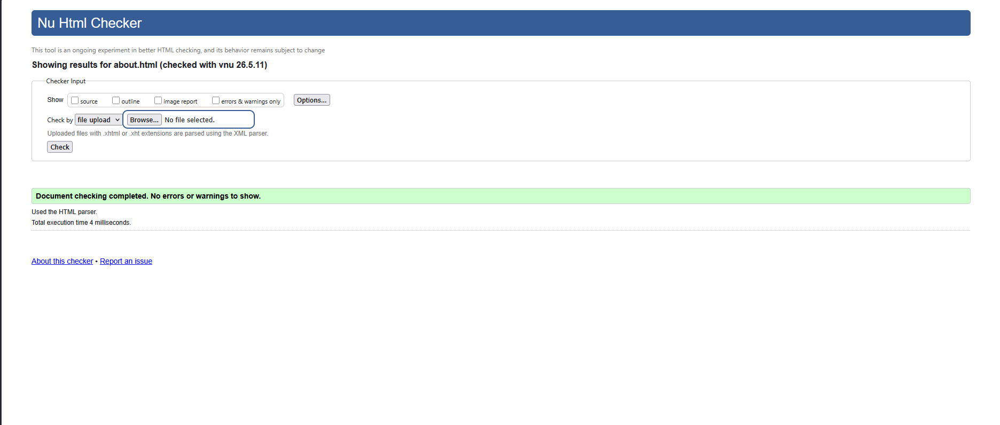 Nu Html Checker
This tool is an ongoing experiment in better HTML checking, and its behavior remains subject to change
Showing results for about.html (checked with vnu 26.5.11)
Checker Input
Show source outline image report errors & warnings only Options...
Check by file upload Browse... No file selected.
Uploaded files with .xhtml or .xht extensions are parsed using the XML parser.
Check
Document checking completed. No errors or warnings to show.
Used the HTML parser.
Total execution time 4 milliseconds.
About this checker • Report an issue